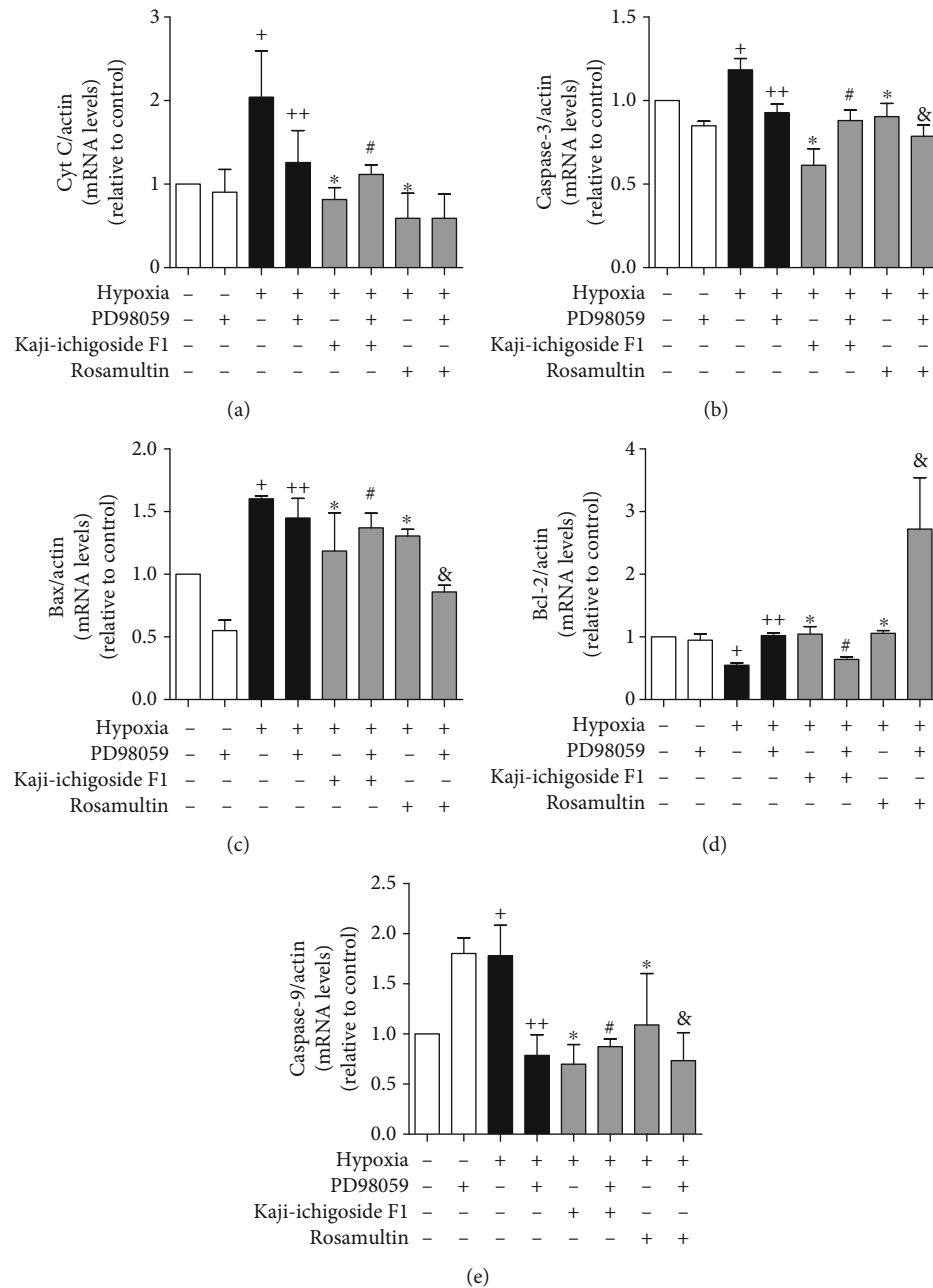 3
2
1
0
Cyt C/actin
(mRNA levels)
(relative to control)
+
++
*
#
*
Hypoxia – – + + + + + +
PD98059 – + – + – + – +
Kaji-ichigoside F1 – – – – + + – –
Rosamultin – – – – – – + +
(a)
1.5
1.0
0.5
0.0
Caspase-3/actin
(mRNA levels)
(relative to control)
+
++
*
#
*
&
Hypoxia – – + + + + + +
PD98059 – + – + – + – +
Kaji-ichigoside F1 – – – – + + – –
Rosamultin – – – – – – + +
(b)
2.0
1.5
1.0
0.5
0.0
Bax/actin
(mRNA levels)
(relative to control)
+
++
*
#
*
&
Hypoxia – – + + + + + +
PD98059 – + – + – + – +
Kaji-ichigoside F1 – – – – + + – –
Rosamultin – – – – – – + +
(c)
4
3
2
1
0
Bcl-2/actin
(mRNA levels)
(relative to control)
+
++
*
#
*
&
Hypoxia – – + + + + + +
PD98059 – + – + – + – +
Kaji-ichigoside F1 – – – – + + – –
Rosamultin – – – – – – + +
(d)
2.5
2.0
1.5
1.0
0.5
0.0
Caspase-9/actin
(mRNA levels)
(relative to control)
+
++
*
#
*
&
Hypoxia – – + + + + + +
PD98059 – + – + – + – +
Kaji-ichigoside F1 – – – – + + – –
Rosamultin – – – – – – + +
(e)